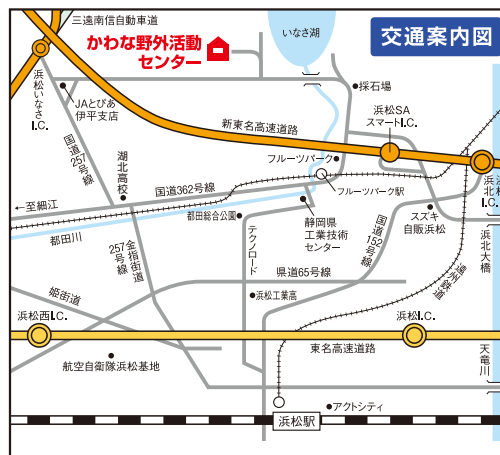 三遠南信自動車道
いなさ湖
交通案内図
かわな野外活動
センター
浜松いなさ
I.C.
JAとぴあ
伊平支店
採石場
浜松SA
スマートI.C.
新東名高速道路
国道257号線
湖北高校
フルーツパーク
国道362号線
フルーツパーク駅
浜松
浜北
I.C.
←至細江
都田川
都田総合公園
静岡県
工業技術
センター
国道152号線
スズキ
自販浜松
浜北大橋
金指街道
257号線
テクノロード
県道65号線
遠州鉄道
姫街道
浜松工業高
浜松西I.C.
浜松I.C.
東名高速道路
航空自衛隊浜松基地
天竜川
アクトシティ
浜松駅